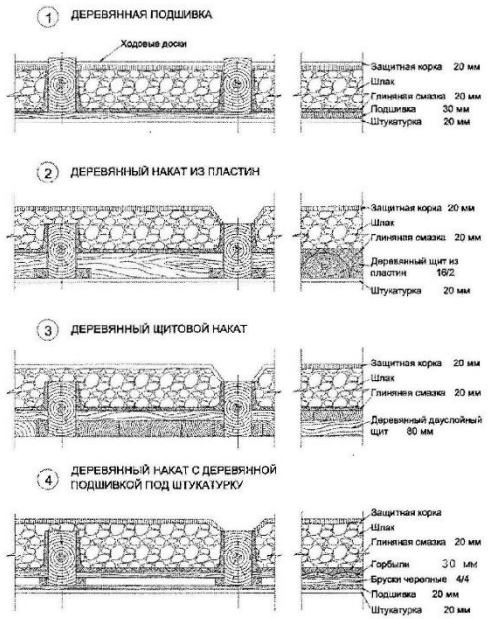 1 ДЕРЕВЯННАЯ ПОДШИВКА
Ходовые доски
Защитная корка 20 мм
Шлак
Глиняная смазка 20 мм
Подшивка 30 мм
Штукатурка 20 мм
2 ДЕРЕВЯННЫЙ НАКАТ ИЗ ПЛАСТИН
Защитная корка 20 мм
Шлак
Глиняная смазка 20 мм
Деревянный щит из
пластин 16/2
Штукатурка 20 мм
3 ДЕРЕВЯННЫЙ ЩИТОВОЙ НАКАТ
Защитная корка 20 мм
Шлак
Глиняная смазка 20 мм
Деревянный двуслойный
щит 80 мм
4 ДЕРЕВЯННЫЙ НАКАТ С ДЕРЕВЯННОЙ
ПОДШИВКОЙ ПОД ШТУКАТУРКУ
Защитная корка
Шлак
Глиняная смазка 20 мм
Горбыли 30 мм
Бруски черепные 4/4
Подшивка 20 мм
Штукатурка 20 мм